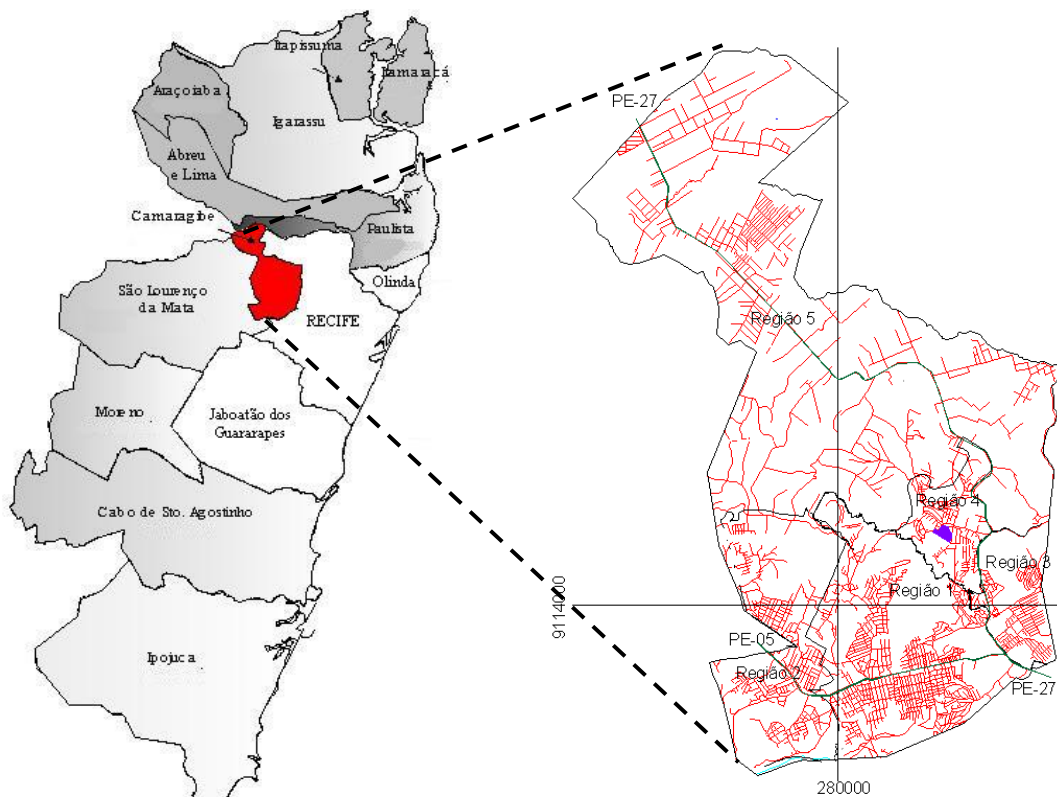 Itapissuma
Itamaracá
Araçoiaba
Igarassu
Abreu
e Lima
Camaragibe
Paulista
Olinda
São Lourenço
da Mata
RECIFE
Moreno
Jaboatão dos
Guararapes
Cabo de Sto. Agostinho
Ipojuca
PE-27
Região 5
Região 4
Região 3
Região 1
9114000
PE-05
Região 2
PE-27
280000